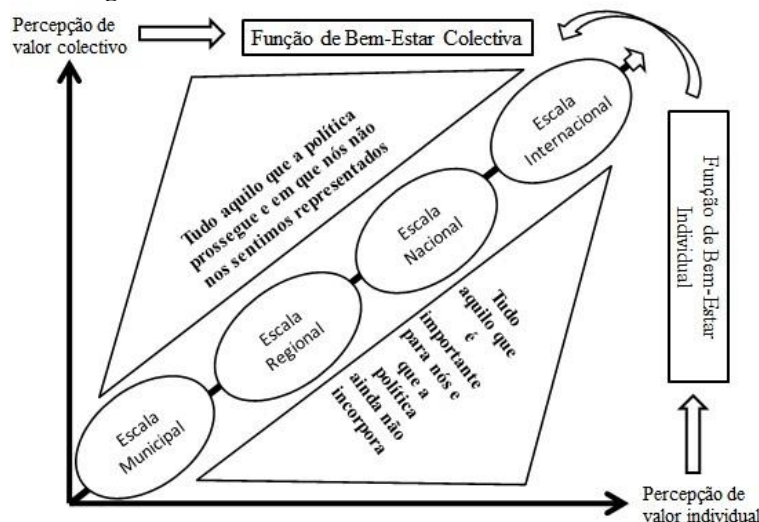 Percepção de
valor colectivo
Função de Bem-Estar Colectiva
Escala
Internacional
Tudo aquilo que a política
prossegue e em que nós não
nos sentimos representados
Escala
Nacional
Função de Bem-Estar
Individual
Escala
Regional
Tudo
aquilo que
é
importante
para nós e
que a
política
ainda não
incorpora
Escala
Municipal
Percepção de
valor individual